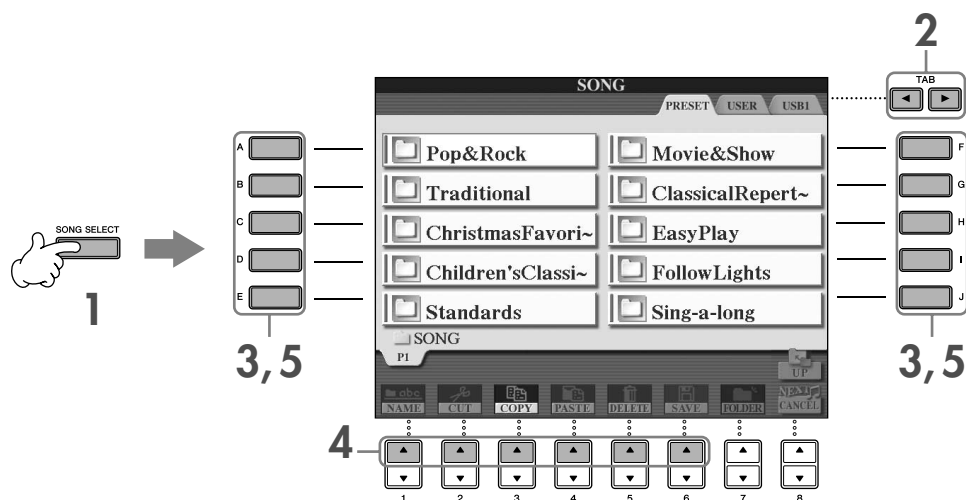 2
TAB
SONG
PRESET USER USB1
A Pop&Rock Movie&Show F
B Traditional ClassicalRepert~ G
C ChristmasFavori~ EasyPlay H
D Children'sClassi~ FollowLights I
E Standards Sing-a-long J
SONG SELECT
1
3, 5
3, 5
SONG
P1
UP
abc
NEXT
NAME CUT COPY PASTE DELETE SAVE FOLDER CANCEL
4
1 2 3 4 5 6 7 8